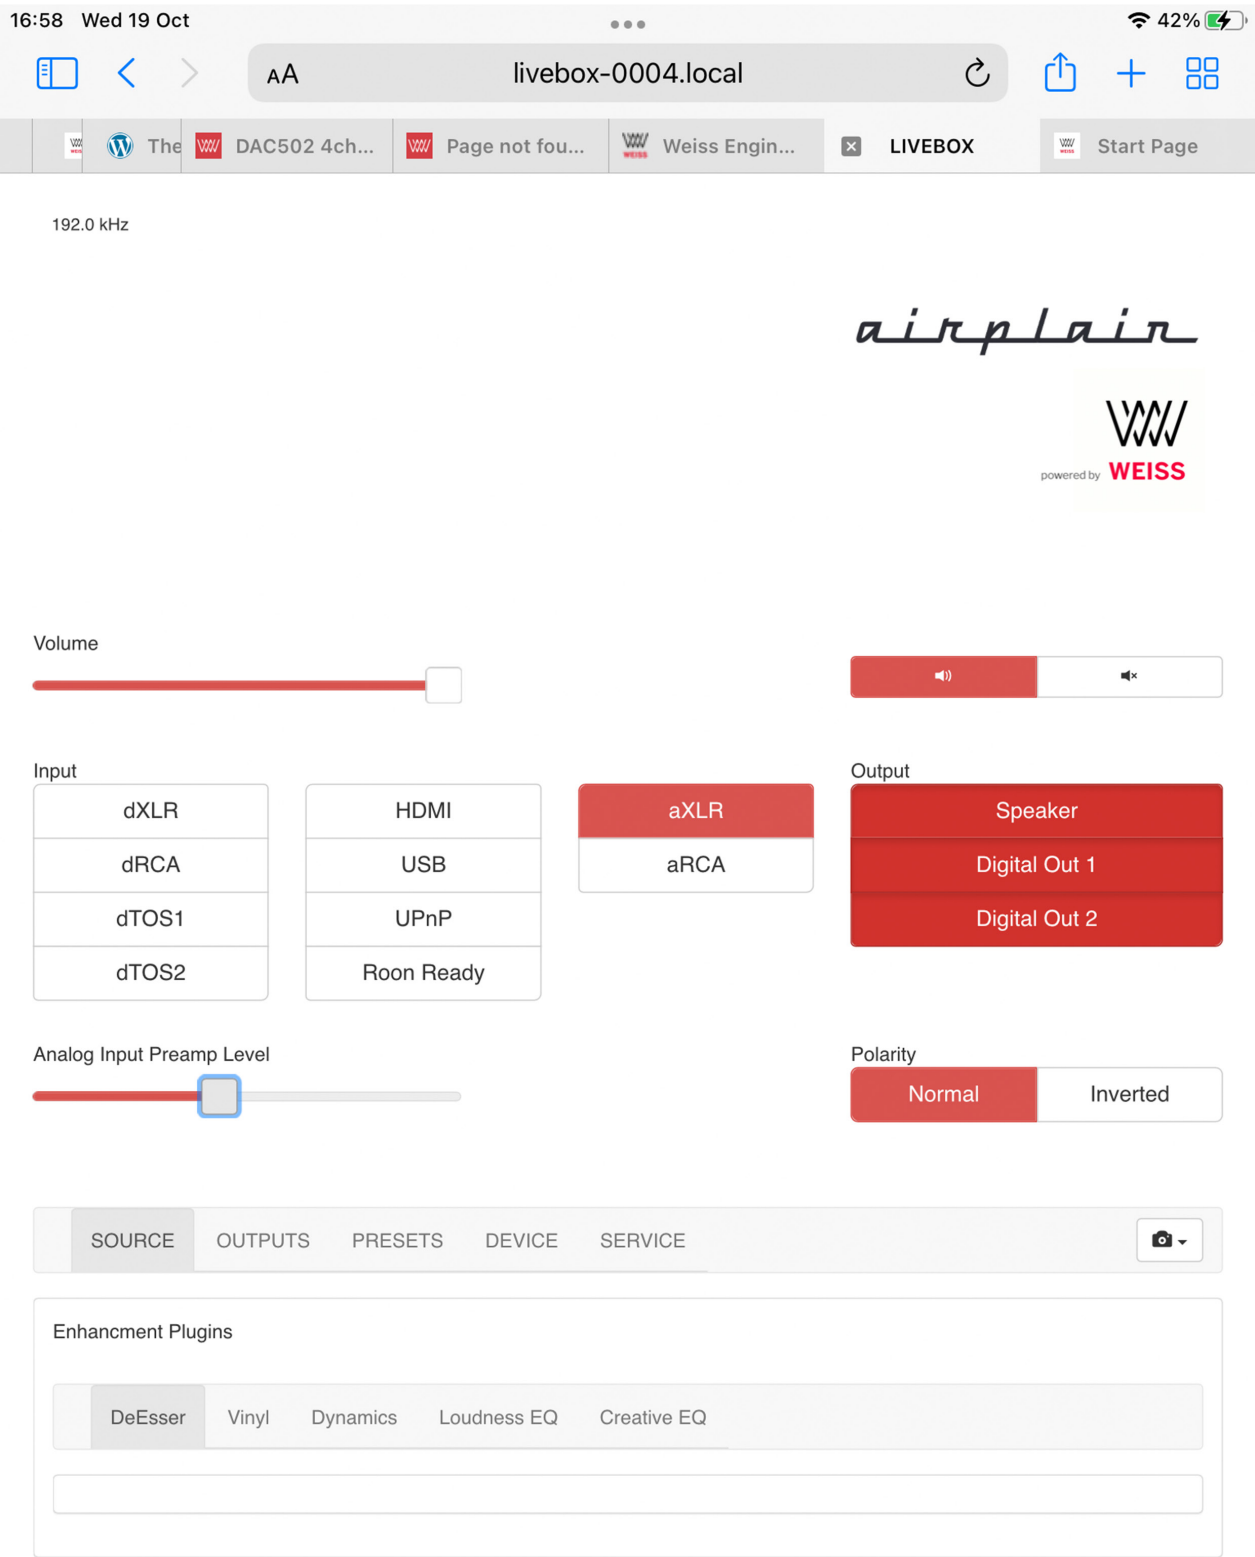 16:58 Wed 19 Oct
42%
AA livebox-0004.local
The
DAC502 4ch...
Page not fou...
Weiss Engin...
LIVEBOX
Start Page
192.0 kHz
airplain
powered by WEISS
Volume
Input
dXLR
dRCA
dTOS1
dTOS2
HDMI
USB
UPnP
Roon Ready
aXLR
aRCA
Output
Speaker
Digital Out 1
Digital Out 2
Analog Input Preamp Level
Polarity
Normal Inverted
SOURCE OUTPUTS PRESETS DEVICE SERVICE
Enhancment Plugins
DeEsser Vinyl Dynamics Loudness EQ Creative EQ